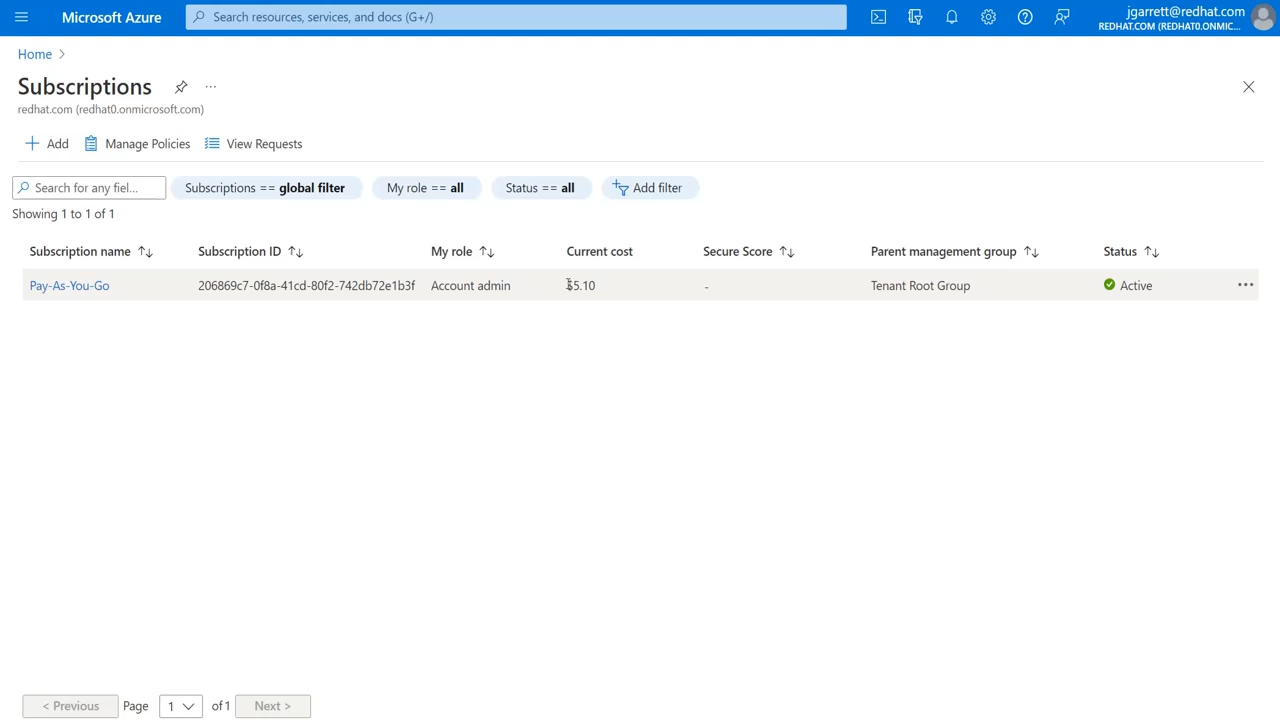 Microsoft Azure
Search resources, services, and docs (G+/)
jgarrett@redhat.com
REDHAT.COM (REDHAT0.ONMIC...
Home
Subscriptions
...
redhat.com (redhat0.onmicrosoft.com)
Add
Manage Policies
View Requests
Search for any fiel...
Subscriptions == global filter
My role == all
Status == all
Add filter
Showing 1 to 1 of 1
Subscription name
Subscription ID
My role
Current cost
Secure Score
Parent management group
Status
Pay-As-You-Go
206869c7-0f8a-41cd-80f2-742db72e1b3f
Account admin
$5.10
-
Tenant Root Group
Active
...
< Previous
Page
1
of 1
Next >